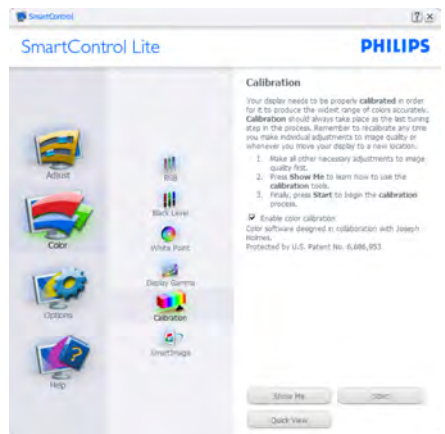 SmartControl
SmartControl Lite
PHILIPS
Adjust
Color
Options
Help
RGB
Black Level
White Point
Display Gamma
Calibration
SmartImage
Calibration
Your display needs to be properly calibrated in order
for it to produce the widest range of colors accurately.
Calibration should always take place as the last tuning
step in the process. Remember to recalibrate any time
you make individual adjustments to image quality or
whenever you move your display to a new location.
1. Make all other necessary adjustments to image
quality first.
2. Press Show Me to learn how to use the
calibration tools.
3. Finally, press Start to begin the calibration
process.
Enable color calibration
Color software designed in collaboration with Joseph
Holmes.
Protected by U.S. Patent No. 6,686,953
Show Me
Start
Quick View